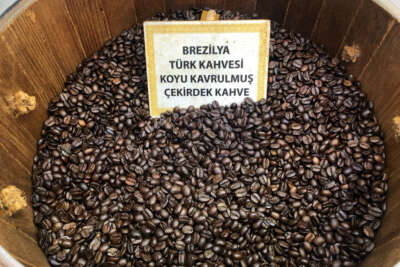 BREZİLYA
TÜRK KAHVESİ
KOYU KAVRULMUŞ
ÇEKİRDEK KAHVE